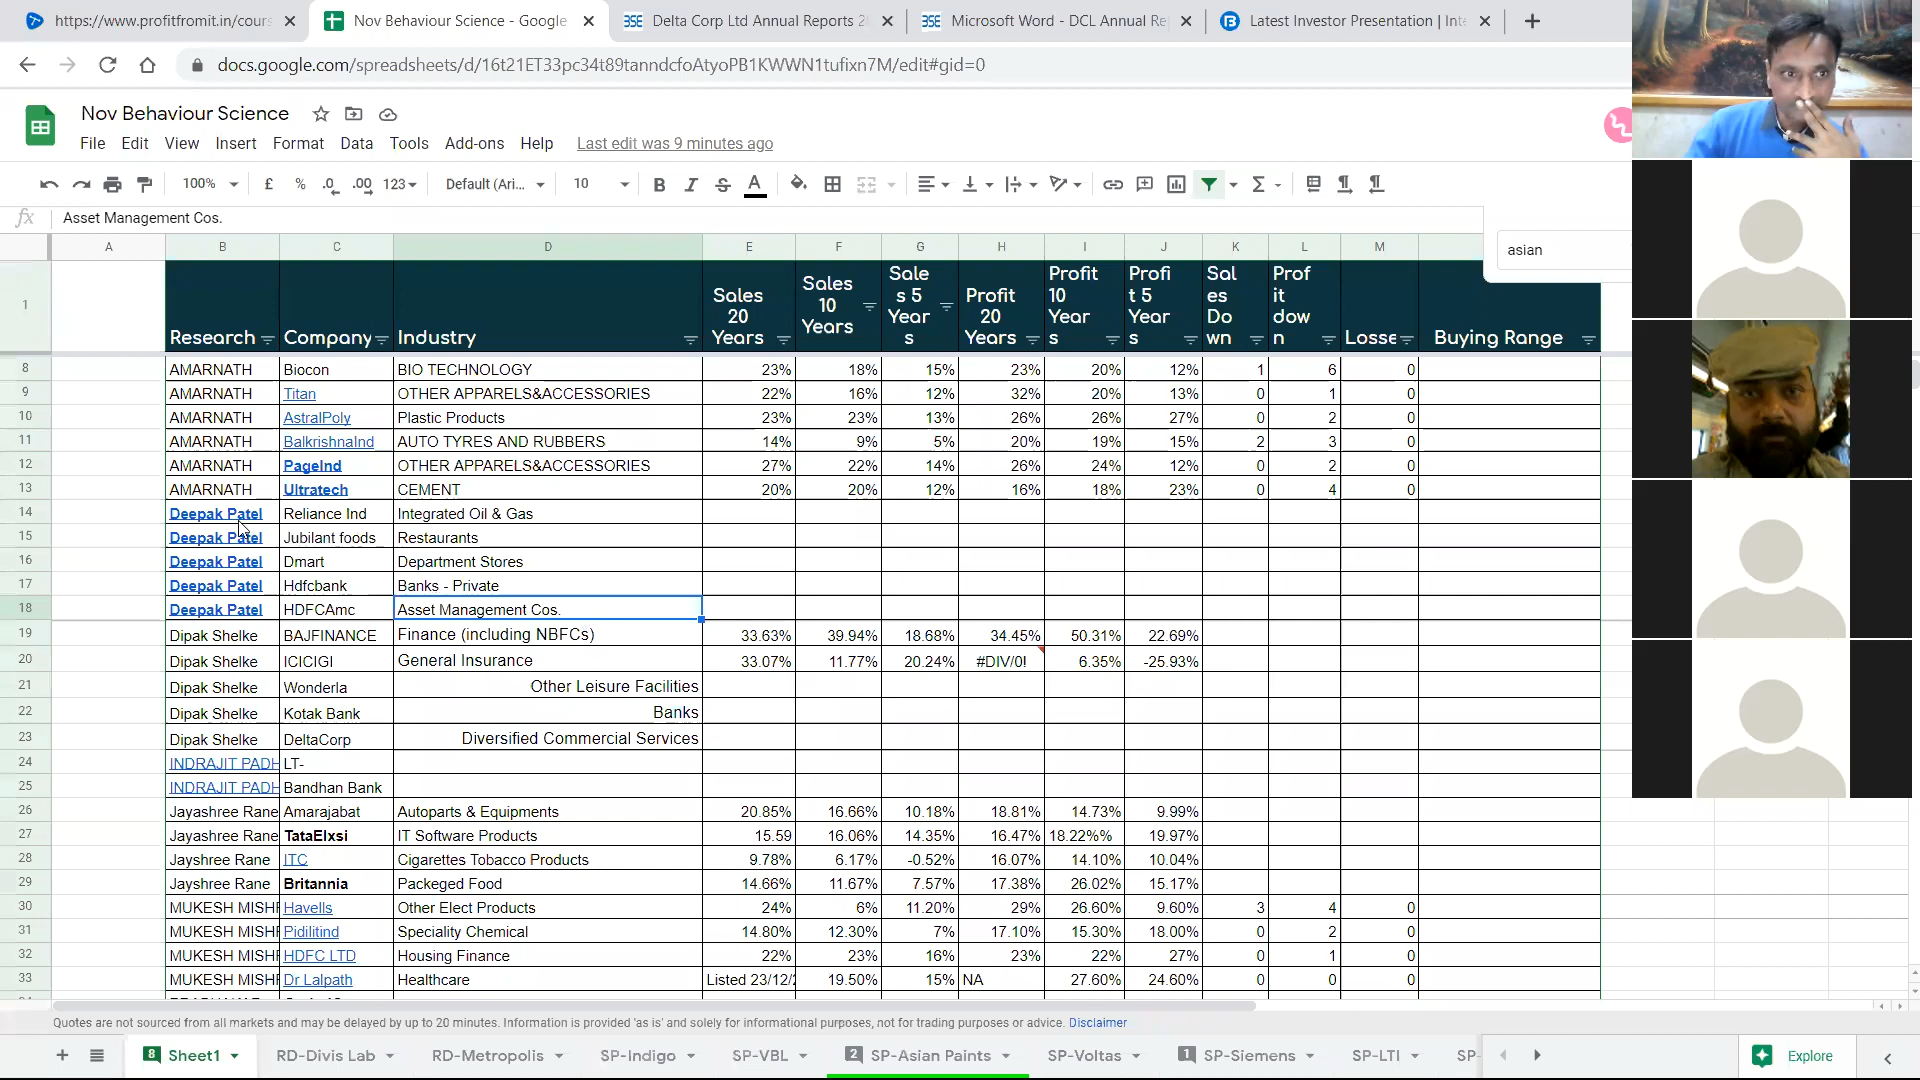 https://www.profitfromit.in/cours
Nov Behaviour Science - Google
Delta Corp Ltd Annual Reports 2
Microsoft Word - DCL Annual Re
Latest Investor Presentation | Int
docs.google.com/spreadsheets/d/16t21ET33pc34t89tanndcfoAtyoPB1KWWN1tufixn7M/edit#gid=0
Nov Behaviour Science
File Edit View Insert Format Data Tools Add-ons Help Last edit was 9 minutes ago
100% £ % .0 .00 123 Default (Ari... 10 B I S A
fx Asset Management Cos.
A B C D E F G H I J K L M
asian
1 Research Company Industry Sales 20 Years Sales 10 Years Sales 5 Years Profit 20 Years Profit 10 Years Profit 5 Years Sales Down Profit down Losse Buying Range
8 AMARNATH Biocon BIO TECHNOLOGY 23% 18% 15% 23% 20% 12% 1 6 0
9 AMARNATH Titan OTHER APPARELS&ACCESSORIES 22% 16% 12% 32% 20% 13% 0 1 0
10 AMARNATH AstralPoly Plastic Products 23% 23% 13% 26% 26% 27% 0 2 0
11 AMARNATH BalkrishnaInd AUTO TYRES AND RUBBERS 14% 9% 5% 20% 19% 15% 2 3 0
12 AMARNATH PageInd OTHER APPARELS&ACCESSORIES 27% 22% 14% 26% 24% 12% 0 2 0
13 AMARNATH Ultratech CEMENT 20% 20% 12% 16% 18% 23% 0 4 0
14 Deepak Patel Reliance Ind Integrated Oil & Gas
15 Deepak Patel Jubilant foods Restaurants
16 Deepak Patel Dmart Department Stores
17 Deepak Patel Hdfcbank Banks - Private
18 Deepak Patel HDFCAmc Asset Management Cos.
19 Dipak Shelke BAJFINANCE Finance (including NBFCs) 33.63% 39.94% 18.68% 34.45% 50.31% 22.69%
20 Dipak Shelke ICICIGI General Insurance 33.07% 11.77% 20.24% #DIV/0! 6.35% -25.93%
21 Dipak Shelke Wonderla Other Leisure Facilities
22 Dipak Shelke Kotak Bank Banks
23 Dipak Shelke DeltaCorp Diversified Commercial Services
24 INDRAJIT PADH LT-
25 INDRAJIT PADH Bandhan Bank
26 Jayashree Rane Amarajabat Autoparts & Equipments 20.85% 16.66% 10.18% 18.81% 14.73% 9.99%
27 Jayashree Rane TataElxsi IT Software Products 15.59 16.06% 14.35% 16.47% 18.22%% 19.97%
28 Jayshree Rane ITC Cigarettes Tobacco Products 9.78% 6.17% -0.52% 16.07% 14.10% 10.04%
29 Jayshree Rane Britannia Packeged Food 14.66% 11.67% 7.57% 17.38% 26.02% 15.17%
30 MUKESH MISH Havells Other Elect Products 24% 6% 11.20% 29% 26.60% 9.60% 3 4 0
31 MUKESH MISH Pidilitind Speciality Chemical 14.80% 12.30% 7% 17.10% 15.30% 18.00% 0 2 0
32 MUKESH MISH HDFC LTD Housing Finance 22% 23% 16% 23% 22% 27% 0 1 0
33 MUKESH MISH Dr Lalpath Healthcare Listed 23/12/ 19.50% 15% NA 27.60% 24.60% 0 0 0
Quotes are not sourced from all markets and may be delayed by up to 20 minutes. Information is provided 'as is' and solely for informational purposes, not for trading purposes or advice. Disclaimer
8 Sheet1 RD-Divis Lab RD-Metropolis SP-Indigo SP-VBL 2 SP-Asian Paints SP-Voltas 1 SP-Siemens SP-LTI SP- Explore